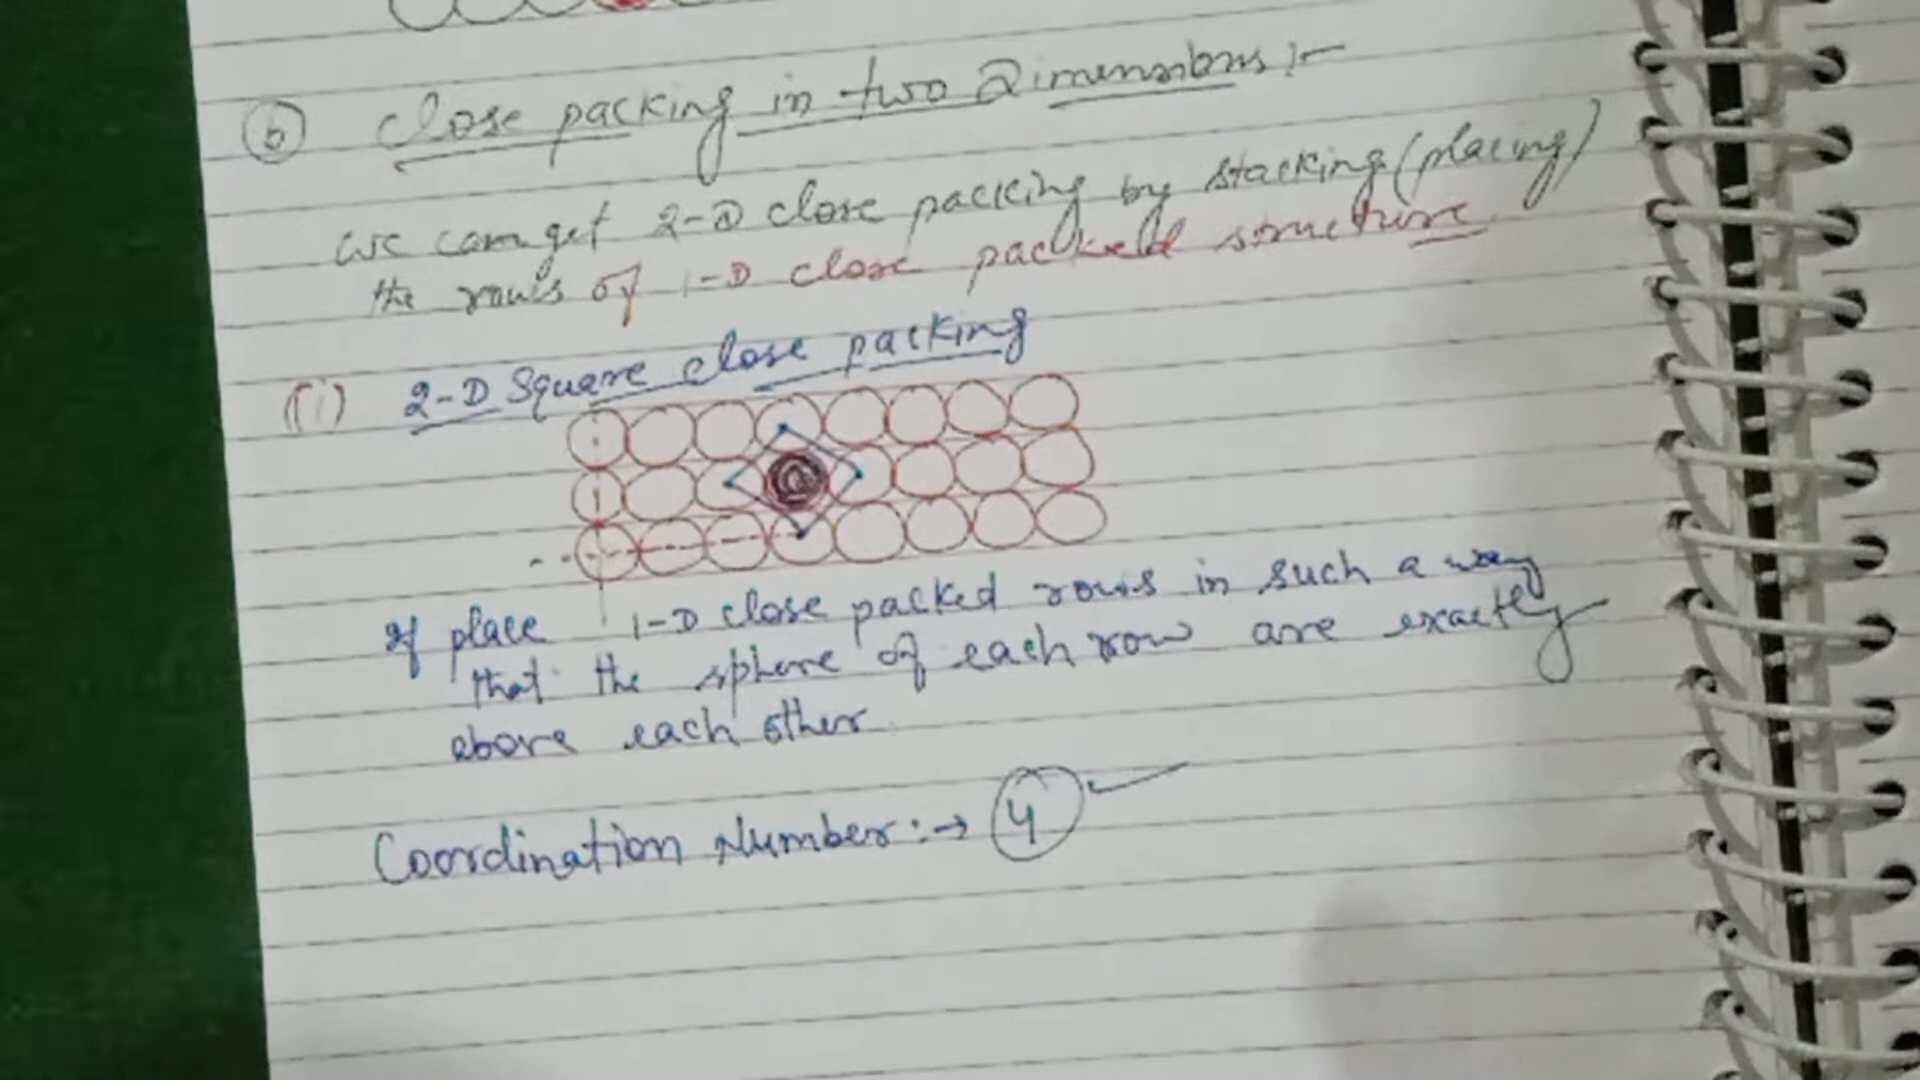 (b) Close packing in two Dimensions :-
We can get 2-D close packing by stacking (placing)
the rows of 1-D close packed structure
(i) 2-D Square close packing
If place 1-D close packed rows in such a way
that the sphere of each row are exactly
above each other
Coordination Number :→ 4